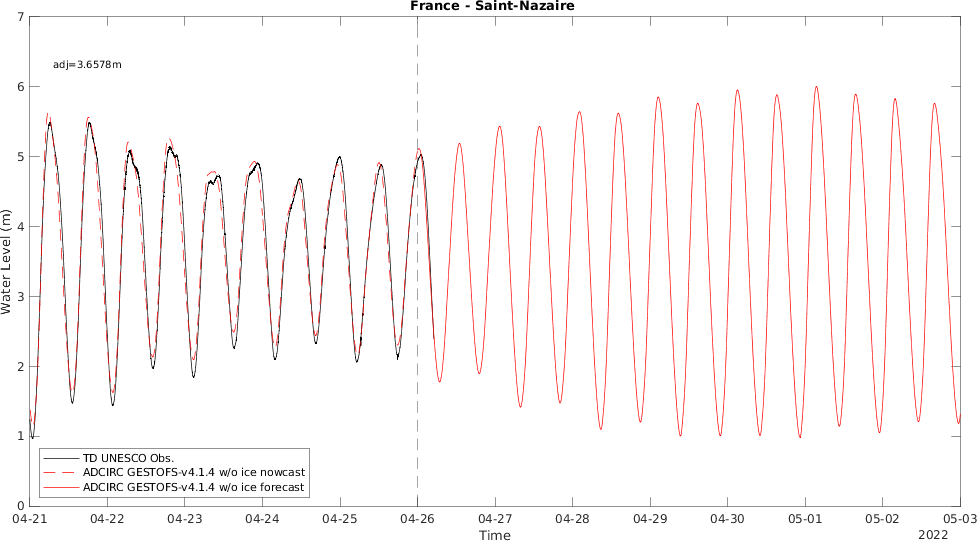 France - Saint-Nazaire
adj=3.6578m
Water Level (m)
7
6
5
4
3
2
1
0
TD UNESCO Obs.
ADCIRC GESTOFS-v4.1.4 w/o ice nowcast
ADCIRC GESTOFS-v4.1.4 w/o ice forecast
04-21 04-22 04-23 04-24 04-25 04-26 04-27 04-28 04-29 04-30 05-01 05-02 05-03
Time
2022